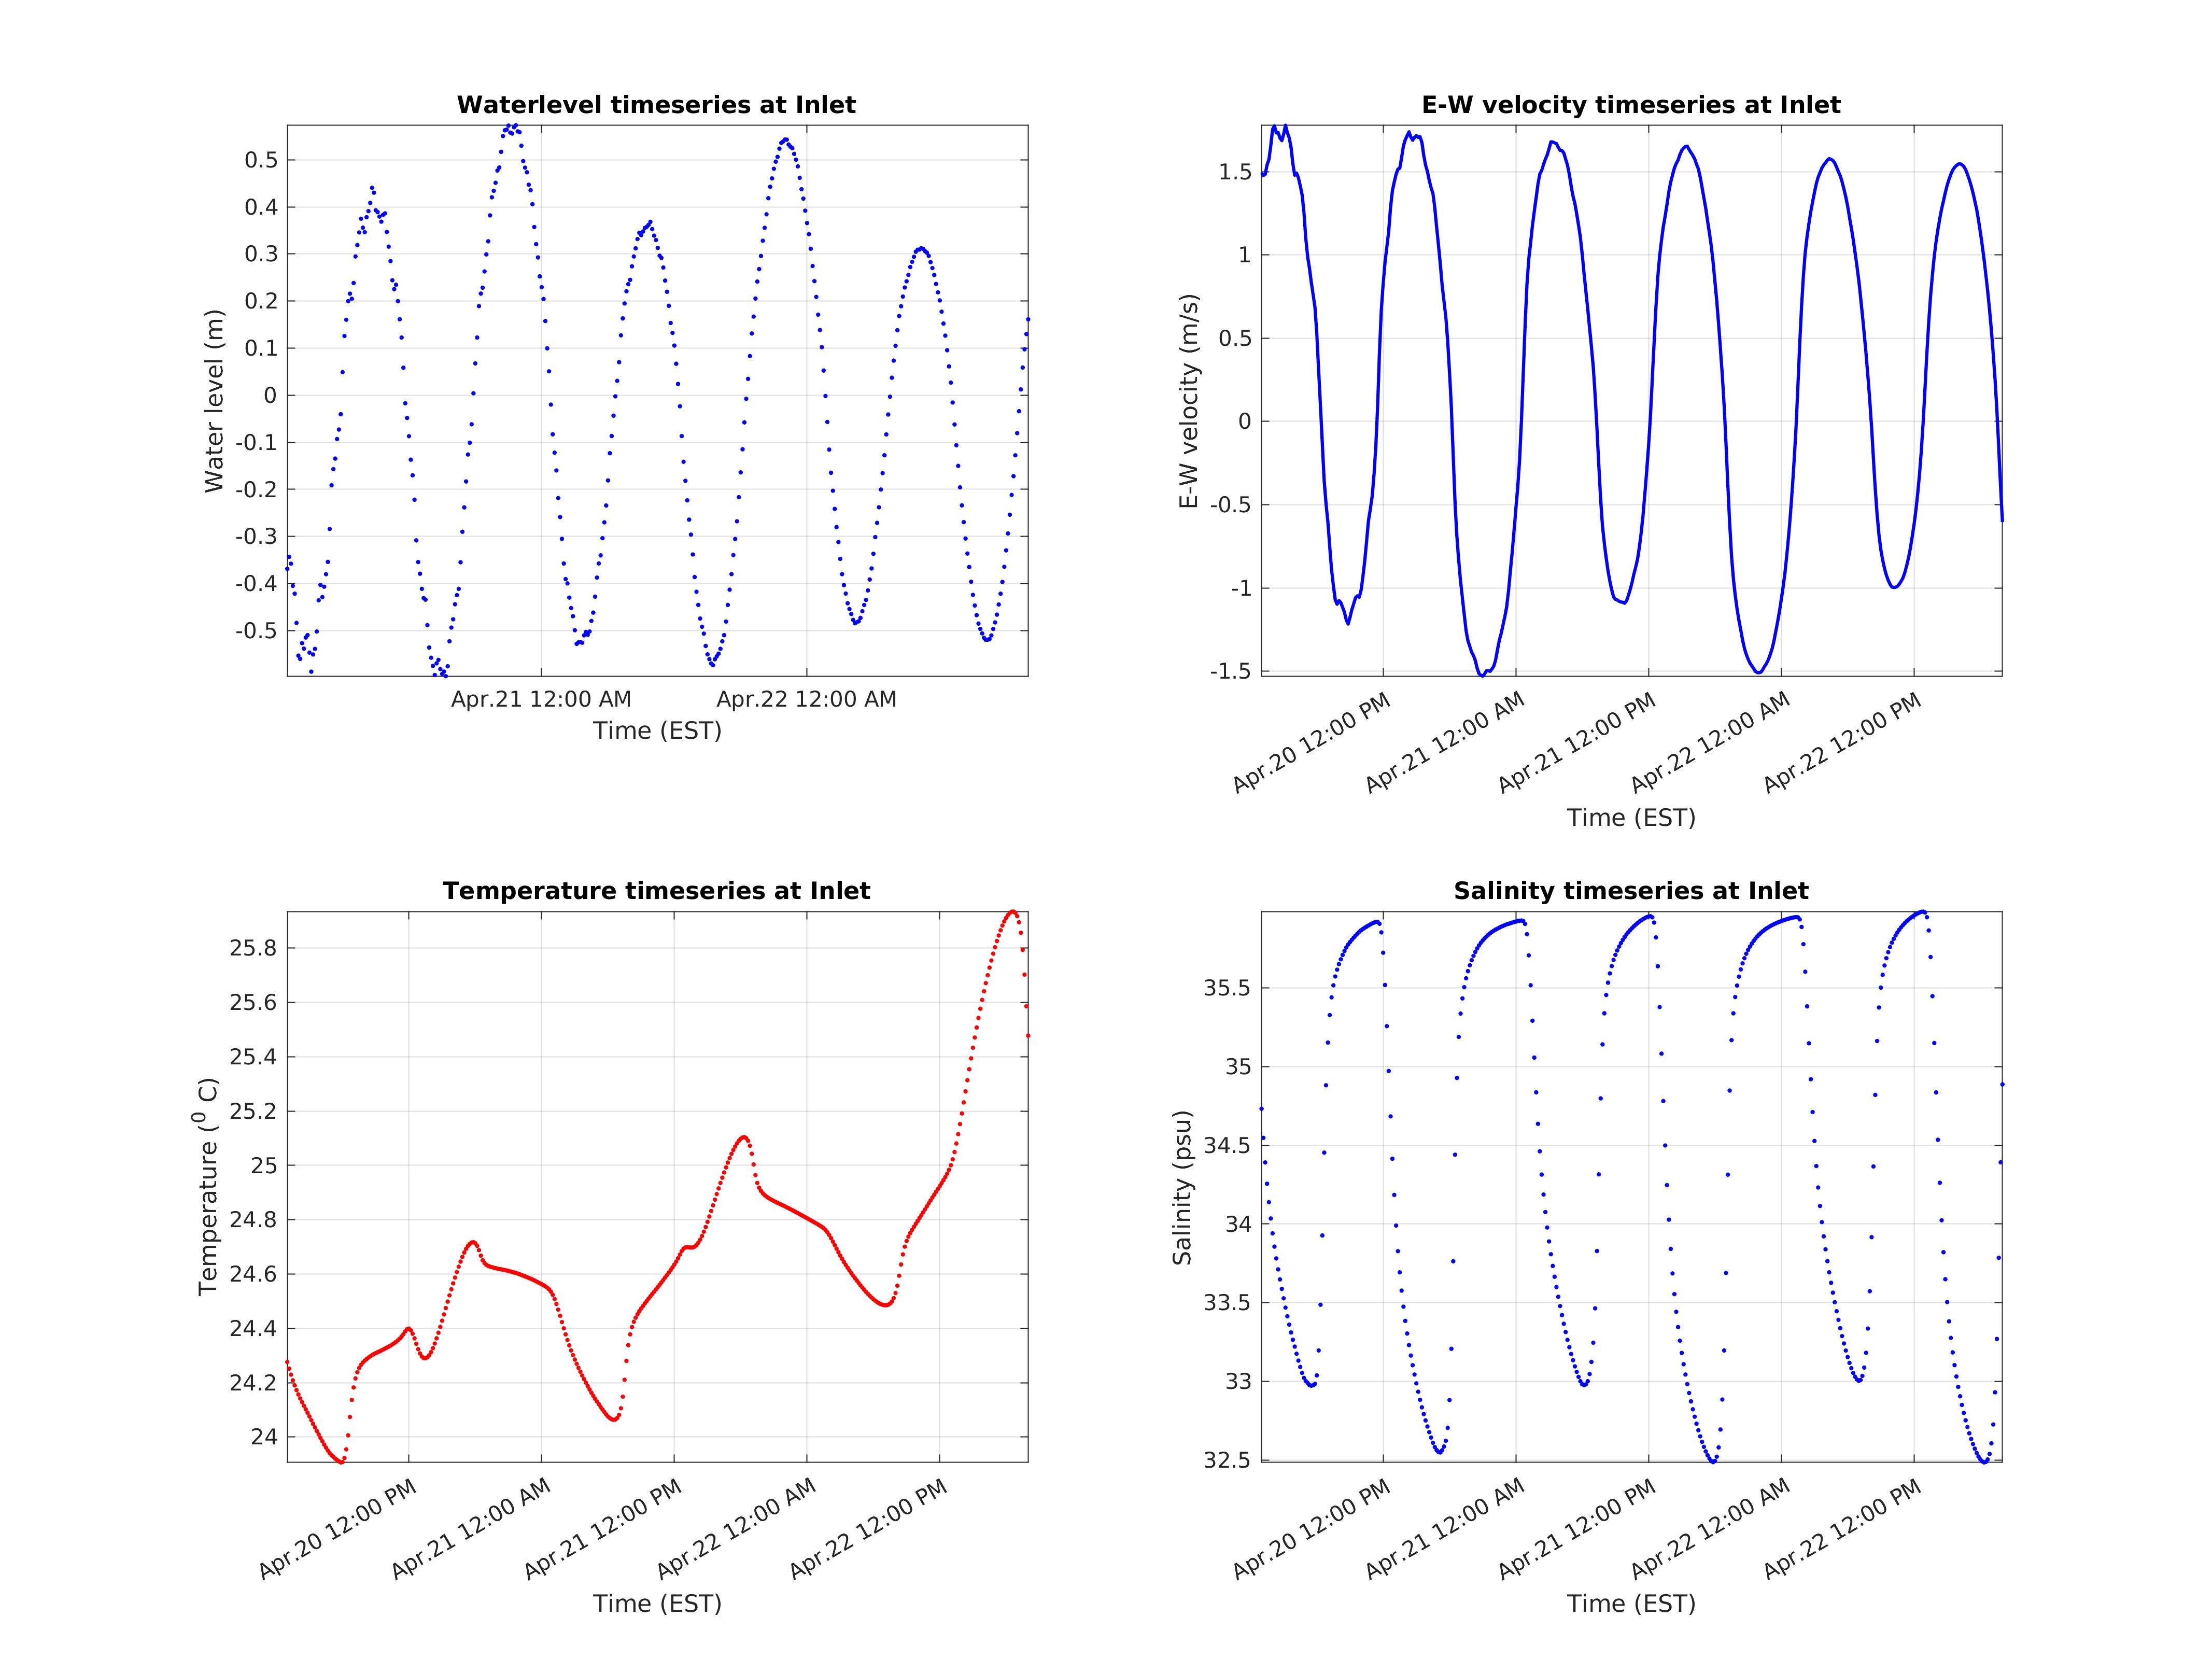 Waterlevel timeseries at Inlet
0.5
0.4
0.3
0.2
0.1
0
-0.1
-0.2
-0.3
-0.4
-0.5
Water level (m)
Apr.21 12:00 AM
Apr.22 12:00 AM
Time (EST)
E-W velocity timeseries at Inlet
1.5
1
0.5
0
-0.5
-1
-1.5
E-W velocity (m/s)
Apr.20 12:00 PM
Apr.21 12:00 AM
Apr.21 12:00 PM
Apr.22 12:00 AM
Apr.22 12:00 PM
Time (EST)
Temperature timeseries at Inlet
25.8
25.6
25.4
25.2
25
24.8
24.6
24.4
24.2
24
Temperature (⁰ C)
Apr.20 12:00 PM
Apr.21 12:00 AM
Apr.21 12:00 PM
Apr.22 12:00 AM
Apr.22 12:00 PM
Time (EST)
Salinity timeseries at Inlet
35.5
35
34.5
34
33.5
33
32.5
Salinity (psu)
Apr.20 12:00 PM
Apr.21 12:00 AM
Apr.21 12:00 PM
Apr.22 12:00 AM
Apr.22 12:00 PM
Time (EST)